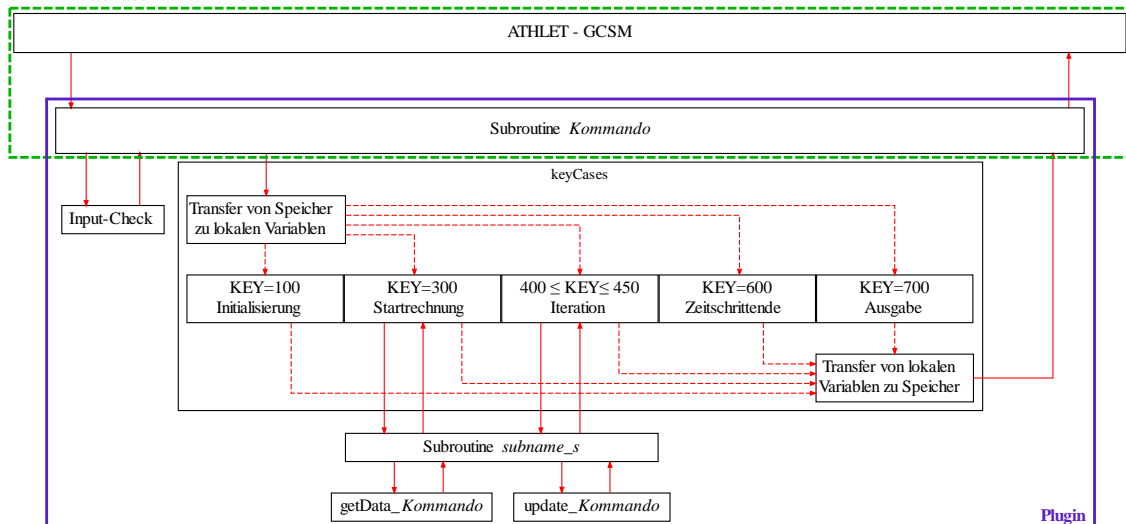 ATHLET - GCSM
Subroutine Kommando
keyCases
Input-Check
Transfer von Speicher
zu lokalen Variablen
KEY=100
Initialisierung
KEY=300
Startrechnung
400 ≤ KEY≤ 450
Iteration
KEY=600
Zeitschrittende
KEY=700
Ausgabe
Transfer von lokalen
Variablen zu Speicher
Subroutine subname_s
getData_Kommando
update_Kommando
Plugin